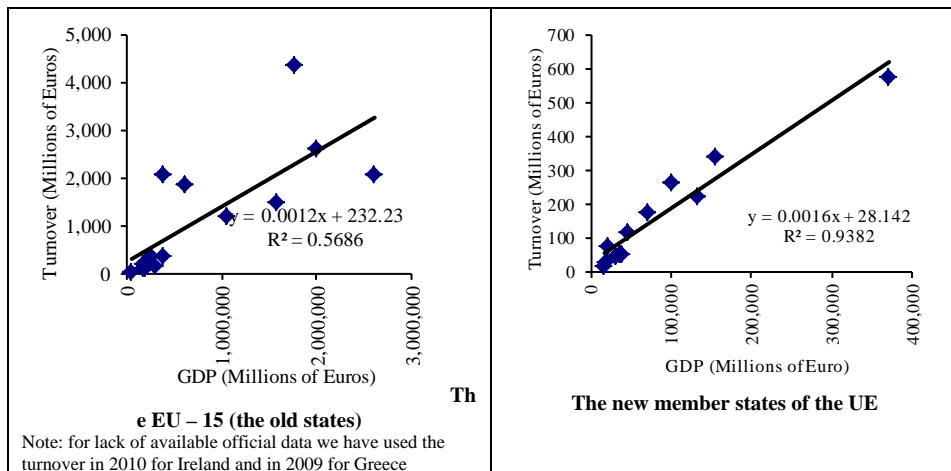 5,000
4,000
3,000
2,000
1,000
0
Turnover (Millions of Euros)
y = 0.0012x + 232.23
R² = 0.5686
0
1,000,000
2,000,000
3,000,000
GDP (Millions of Euros)
Th
e EU – 15 (the old states)
Note: for lack of available official data we have used the
turnover in 2010 for Ireland and in 2009 for Greece
700
600
500
400
300
200
100
0
Turnover (Millions of Euros)
y = 0.0016x + 28.142
R² = 0.9382
0
100,000
200,000
300,000
400,000
GDP (Millions of Euro)
The new member states of the UE